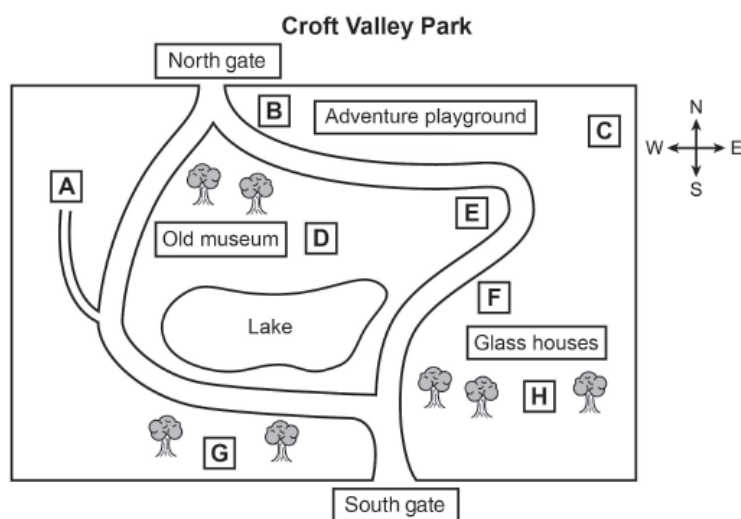 Croft Valley Park
North gate
B
Adventure playground
C
N
W
E
S
A
E
Old museum
D
F
Lake
Glass houses
H
G
South gate